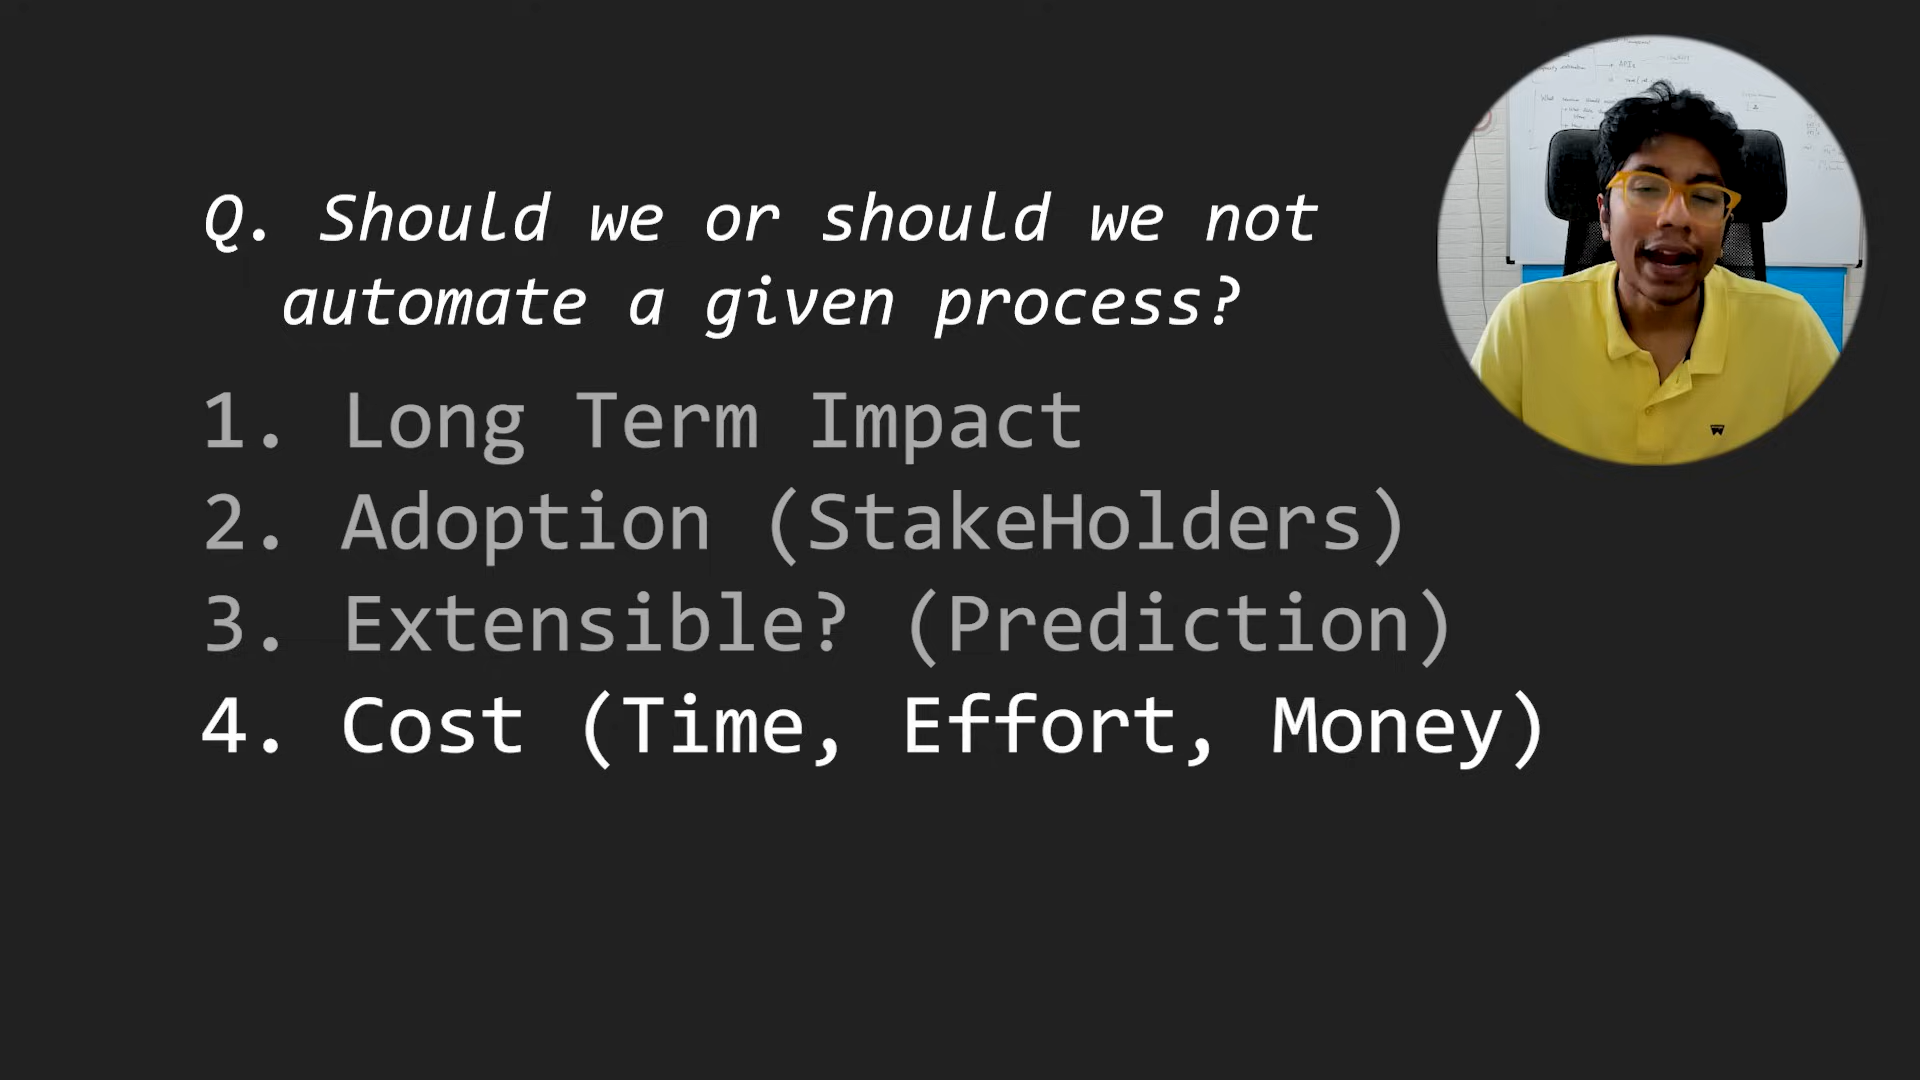 Q. Should we or should we not
automate a given process?
1. Long Term Impact
2. Adoption (StakeHolders)
3. Extensible? (Prediction)
4. Cost (Time, Effort, Money)
APIs